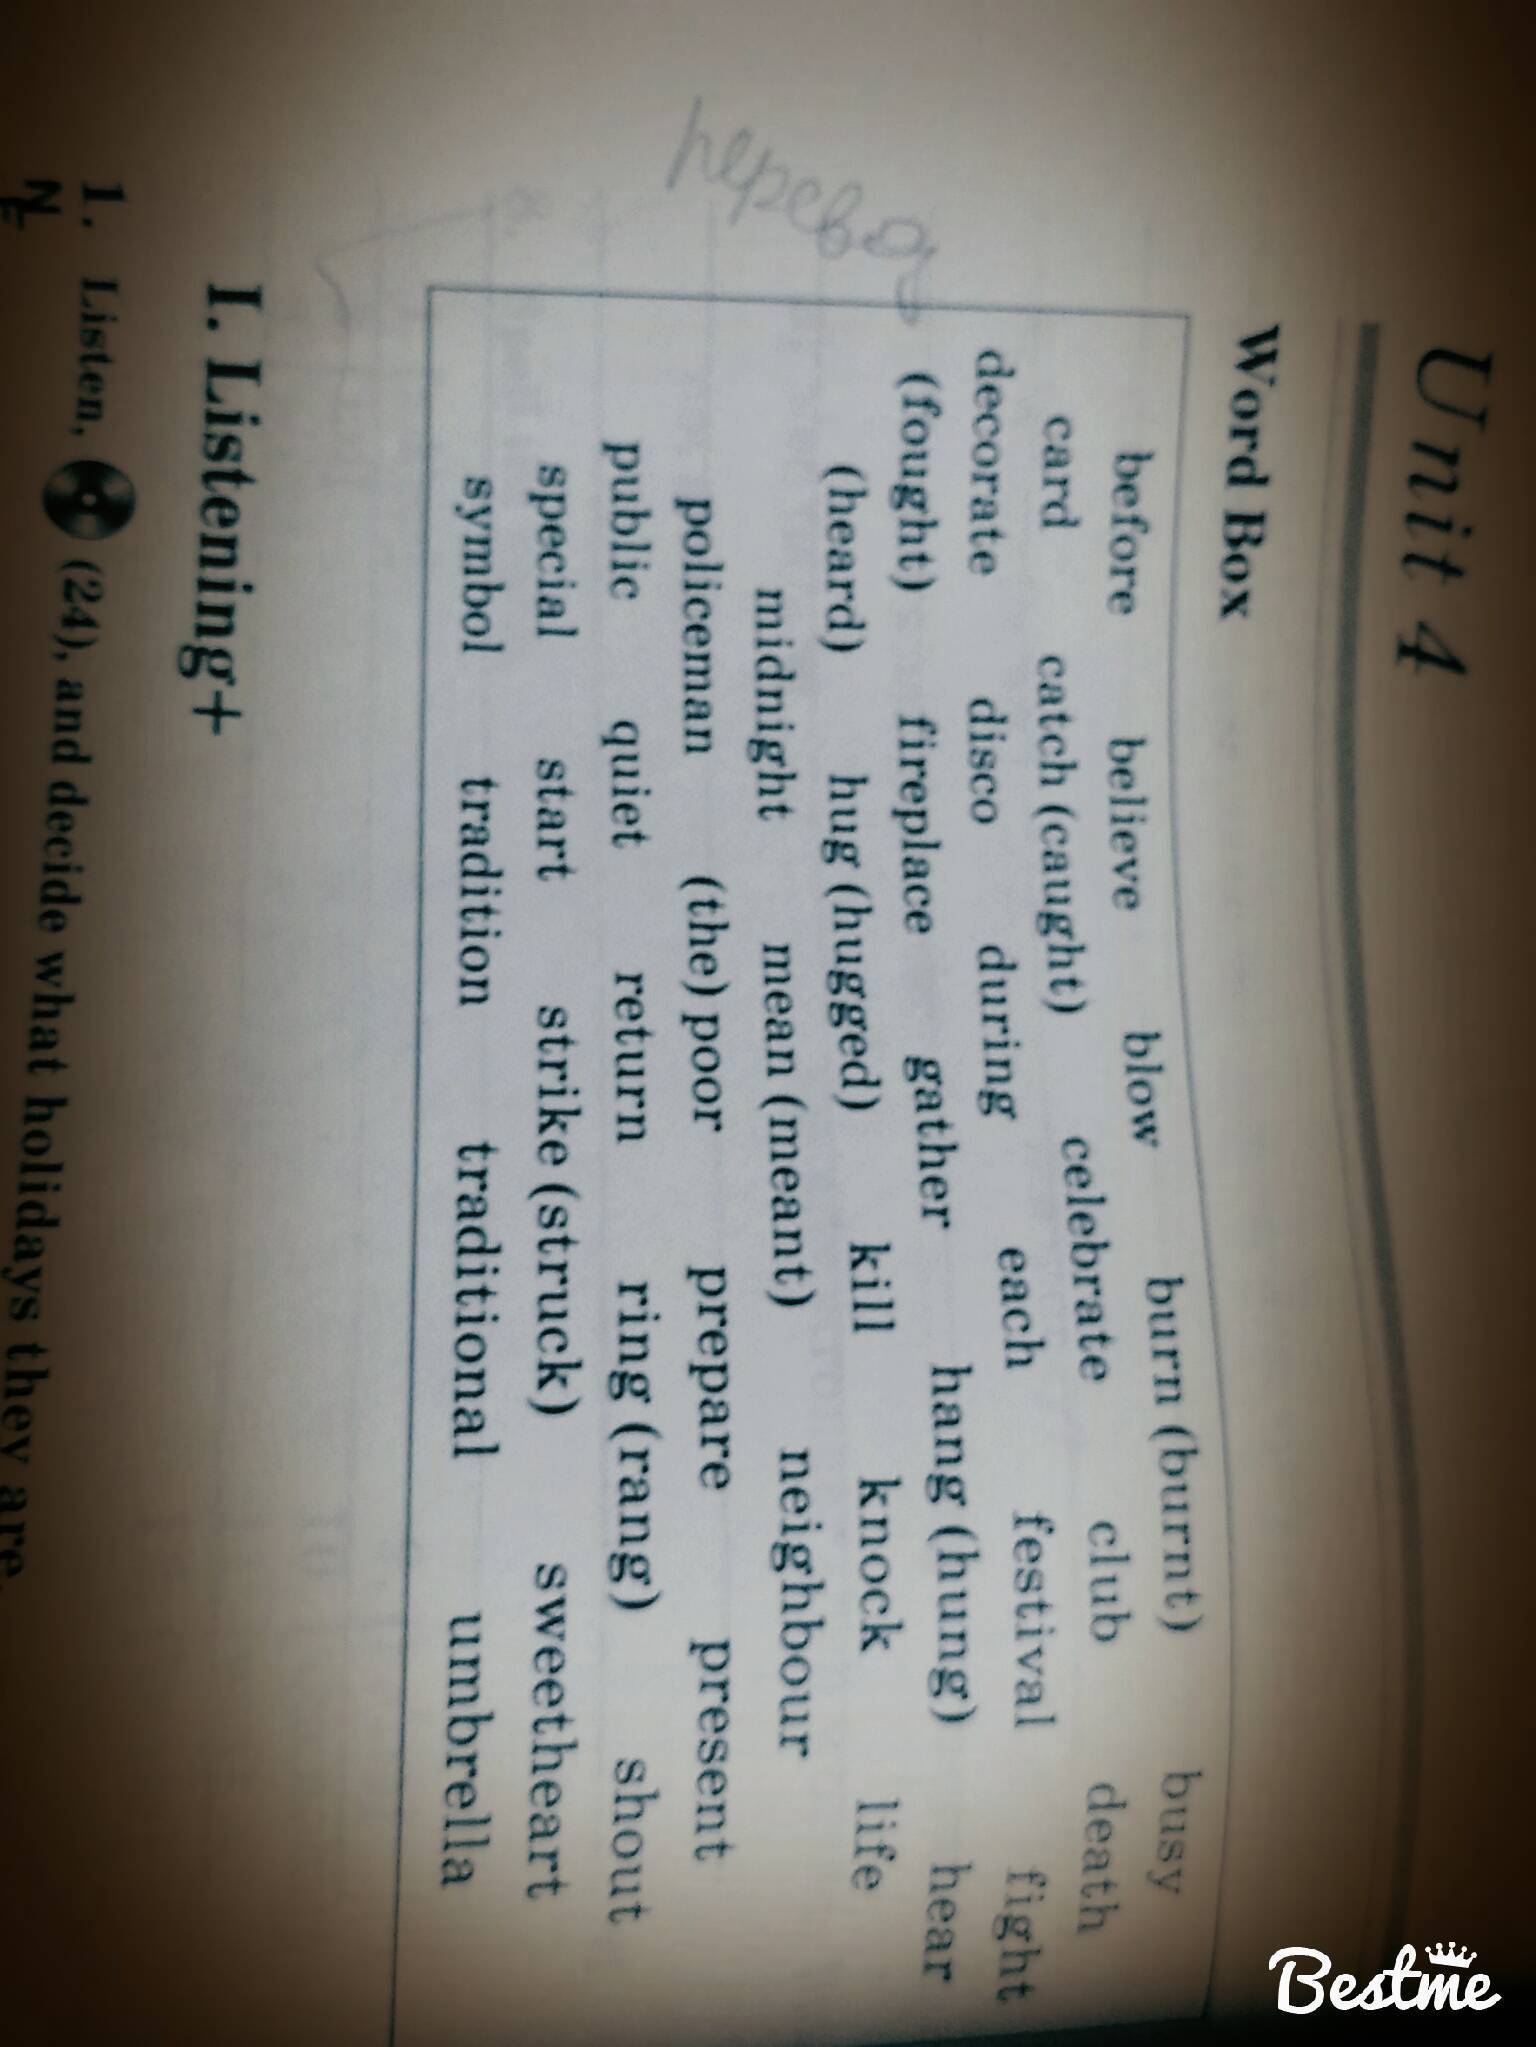 Unit 4
Word Box
before believe blow burn (burnt) busy
card catch (caught) celebrate club death
decorate disco during each festival fight
(fought) fireplace gather hang (hung) hear
(heard) hug (hugged) kill knock life
midnight mean (meant) neighbour
policeman (the) poor prepare present
public quiet return ring (rang) shout
special start strike (struck) sweetheart
symbol tradition traditional umbrella
перевод
I. Listening+
1. Listen, (24), and decide what holidays they are.
Bestme